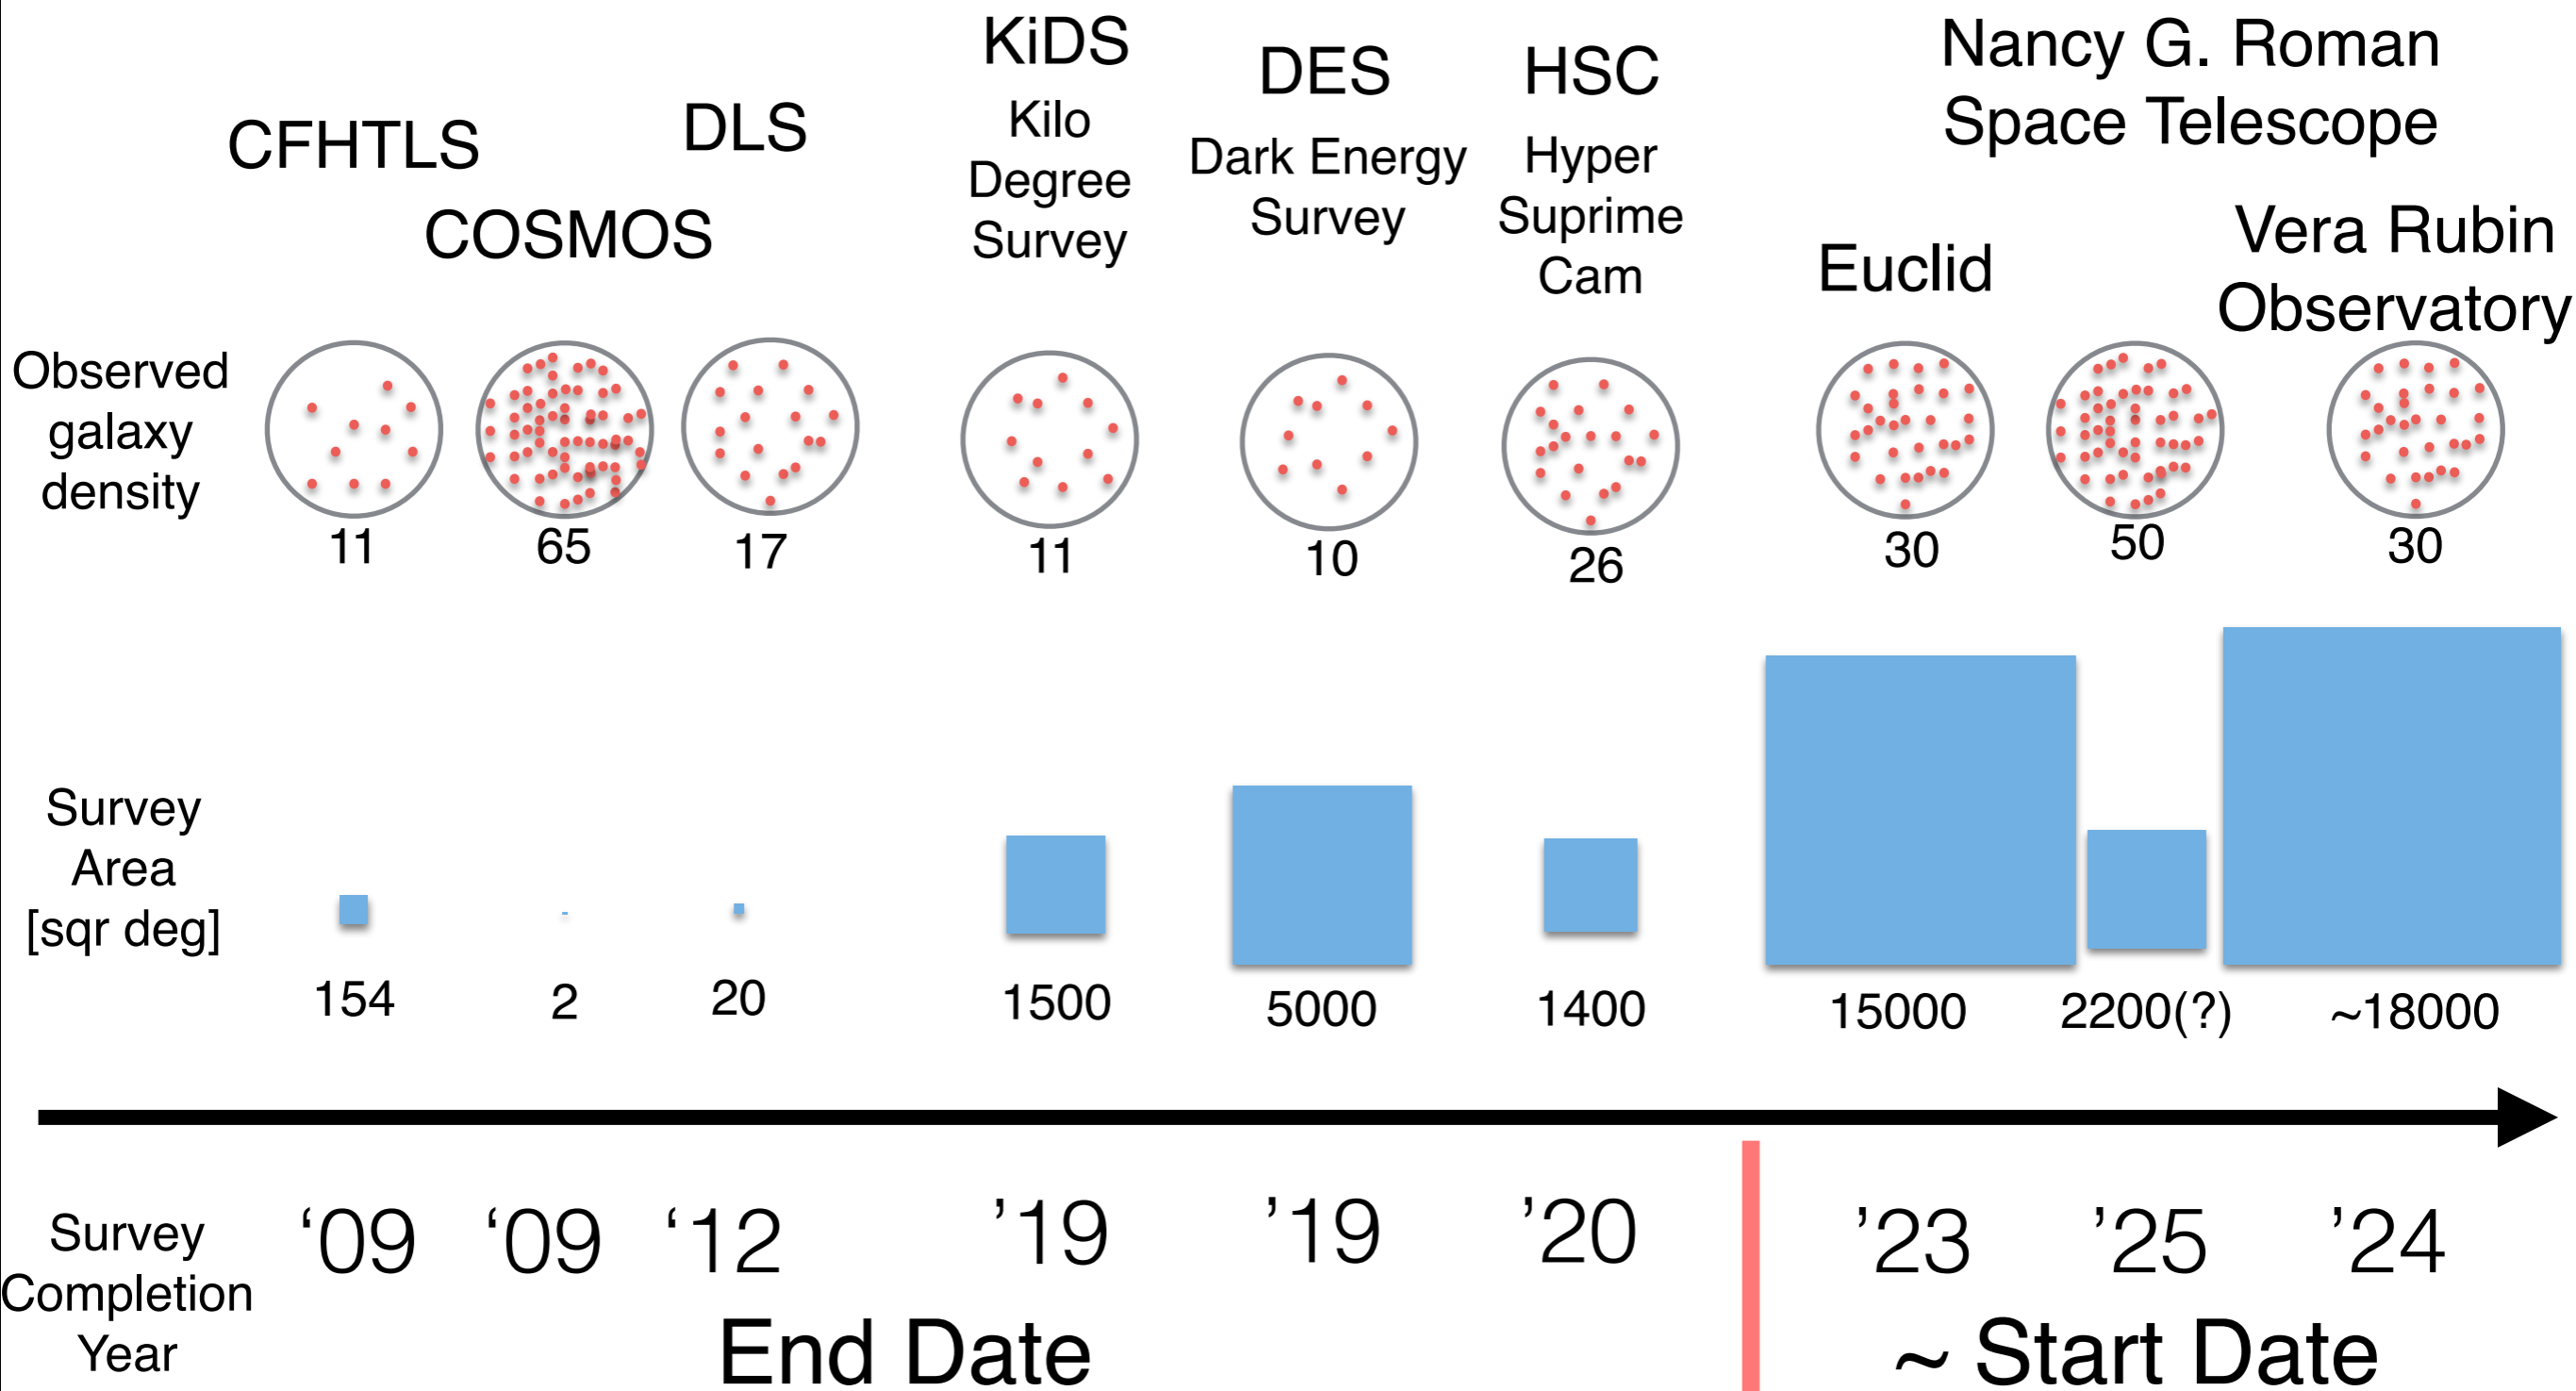 CFHTLS
COSMOS
DLS
KiDS
Kilo
Degree
Survey
DES
Dark Energy
Survey
HSC
Hyper
Suprime
Cam
Nancy G. Roman
Space Telescope
Euclid
Vera Rubin
Observatory
Observed
galaxy
density
11
65
17
11
10
26
30
50
30
Survey
Area
[sqr deg]
154
2
20
1500
5000
1400
15000
2200(?)
~18000
Survey
Completion
Year
‘09
‘09
‘12
’19
’19
’20
’23
’25
’24
End Date
~ Start Date